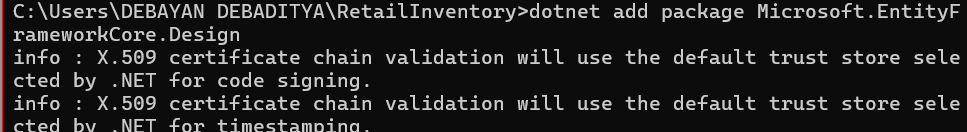 C:\Users\DEBAYAN DEBADITYA\RetailInventory>dotnet add package Microsoft.EntityF
rameworkCore.Design
info : X.509 certificate chain validation will use the default trust store sele
cted by .NET for code signing.
info : X.509 certificate chain validation will use the default trust store sele
cted by .NET for timestamping.